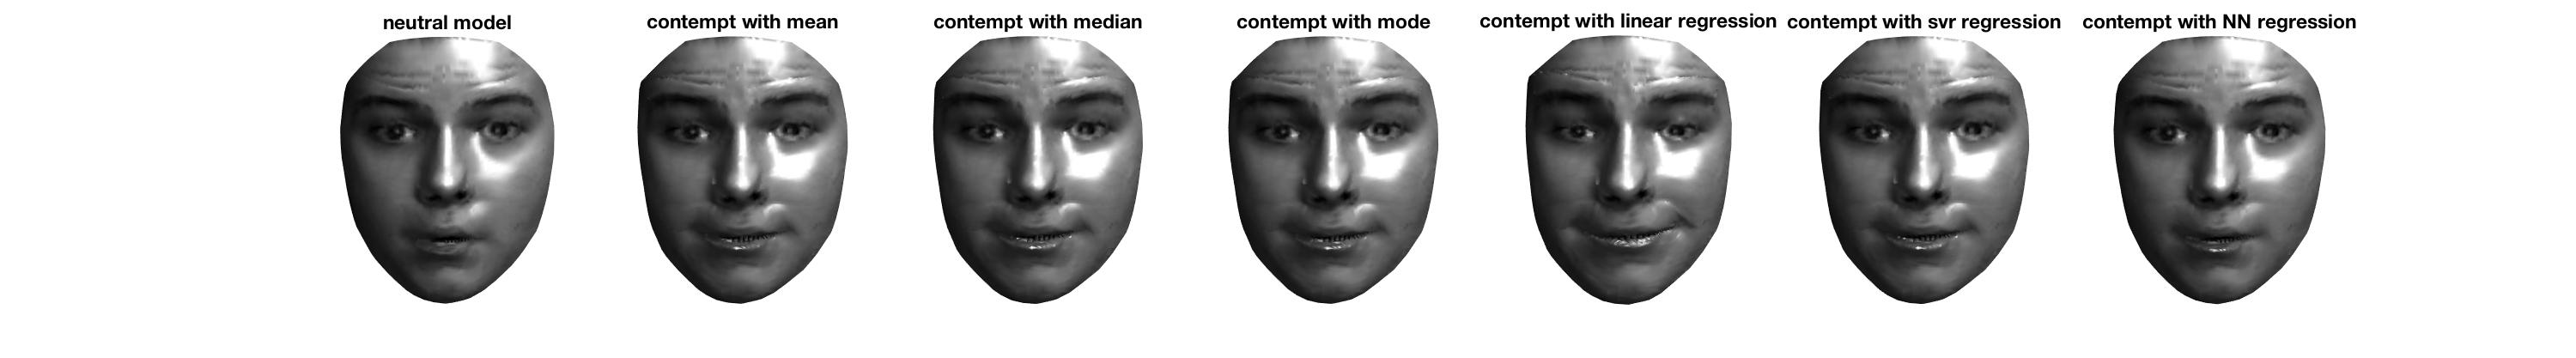 neutral model
contempt with mean
contempt with median
contempt with mode
contempt with linear regression
contempt with svr regression
contempt with NN regression